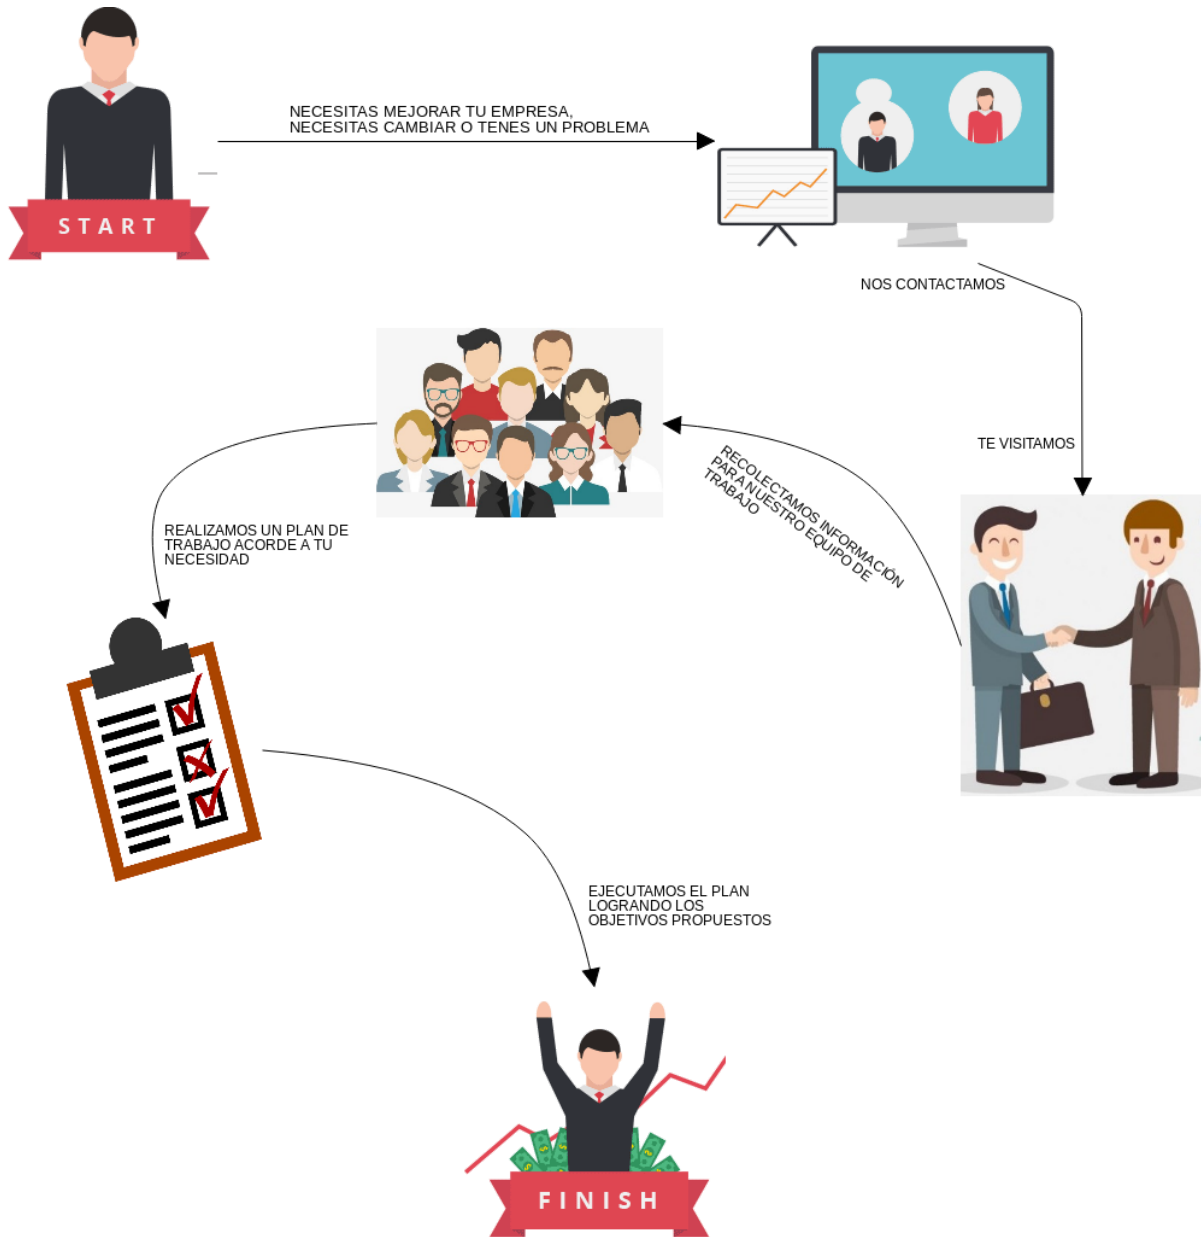 NECESITAS MEJORAR TU EMPRESA,
NECESITAS CAMBIAR O TENES UN PROBLEMA
START
NOS CONTACTAMOS
TE VISITAMOS
RECOLECTAMOS INFORMACIÓN
PARA NUESTRO EQUIPO DE
TRABAJO
REALIZAMOS UN PLAN DE
TRABAJO ACORDE A TU
NECESIDAD
EJECUTAMOS EL PLAN
LOGRANDO LOS
OBJETIVOS PROPUESTOS
FINISH